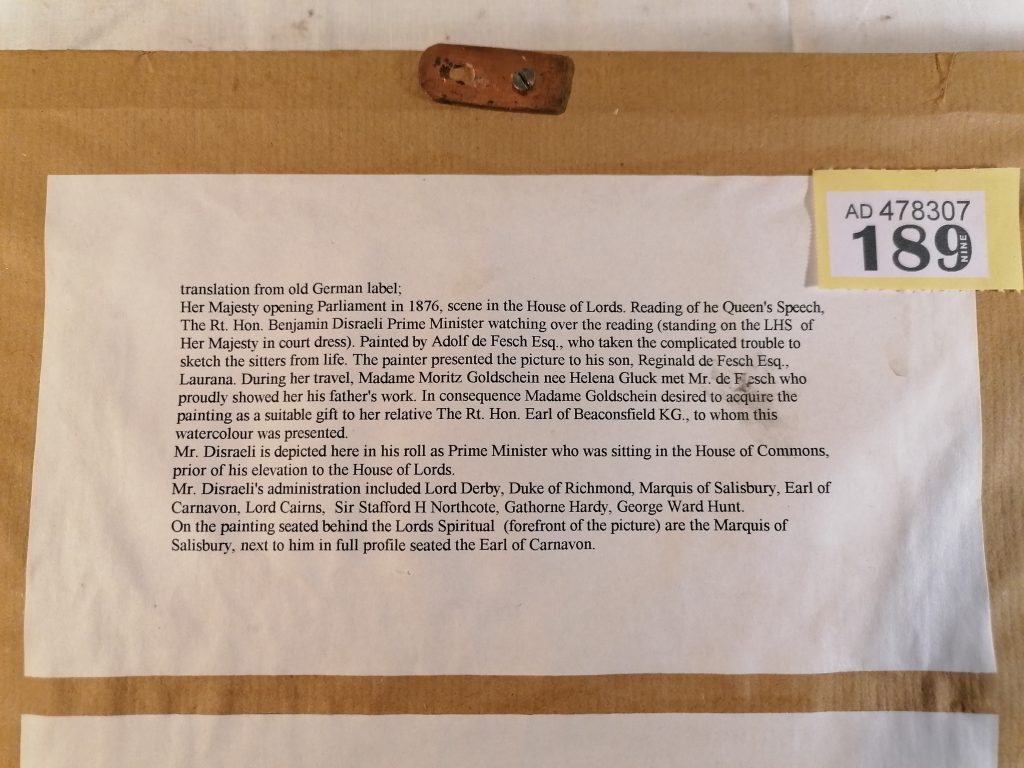 AD 478307
189
NINE
translation from old German label;
Her Majesty opening Parliament in 1876, scene in the House of Lords. Reading of he Queen's Speech,
The Rt. Hon. Benjamin Disraeli Prime Minister watching over the reading (standing on the LHS of
Her Majesty in court dress). Painted by Adolf de Fesch Esq., who taken the complicated trouble to
sketch the sitters from life. The painter presented the picture to his son, Reginald de Fesch Esq.,
Laurana. During her travel, Madame Moritz Goldschein nee Helena Gluck met Mr. de Fesch who
proudly showed her his father's work. In consequence Madame Goldschein desired to acquire the
painting as a suitable gift to her relative The Rt. Hon. Earl of Beaconsfield KG., to whom this
watercolour was presented.
Mr. Disraeli is depicted here in his roll as Prime Minister who was sitting in the House of Commons,
prior of his elevation to the House of Lords.
Mr. Disraeli's administration included Lord Derby, Duke of Richmond, Marquis of Salisbury, Earl of
Carnavon, Lord Cairns, Sir Stafford H Northcote, Gathorne Hardy, George Ward Hunt.
On the painting seated behind the Lords Spiritual (forefront of the picture) are the Marquis of
Salisbury, next to him in full profile seated the Earl of Carnavon.